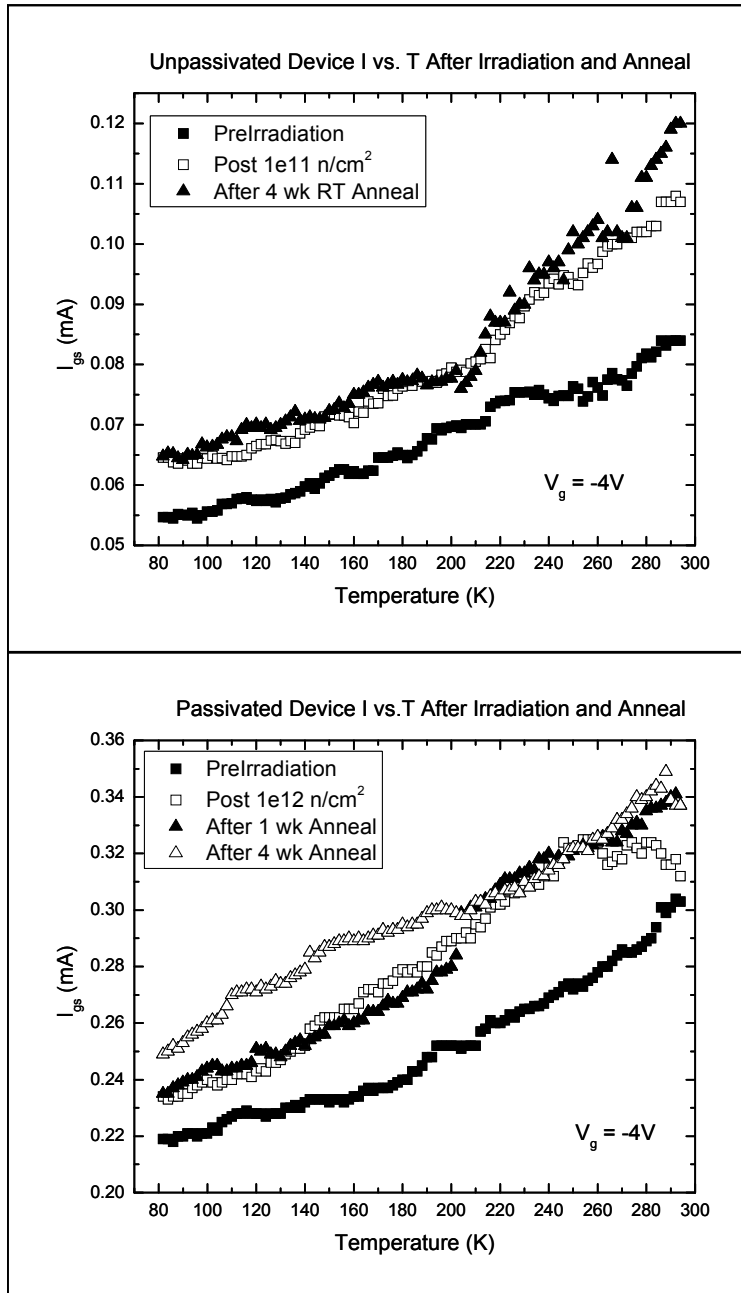 Unpassivated Device I vs. T After Irradiation and Anneal
PreIrradiation
Post 1e11 n/cm²
After 4 wk RT Anneal
0.12
0.11
0.10
0.09
0.08
0.07
0.06
0.05
I_gs (mA)
V_g = -4V
80 100 120 140 160 180 200 220 240 260 280 300
Temperature (K)
Passivated Device I vs.T After Irradiation and Anneal
PreIrradiation
Post 1e12 n/cm²
After 1 wk Anneal
After 4 wk Anneal
0.36
0.34
0.32
0.30
0.28
0.26
0.24
0.22
0.20
I_gs (mA)
V_g = -4V
80 100 120 140 160 180 200 220 240 260 280 300
Temperature (K)